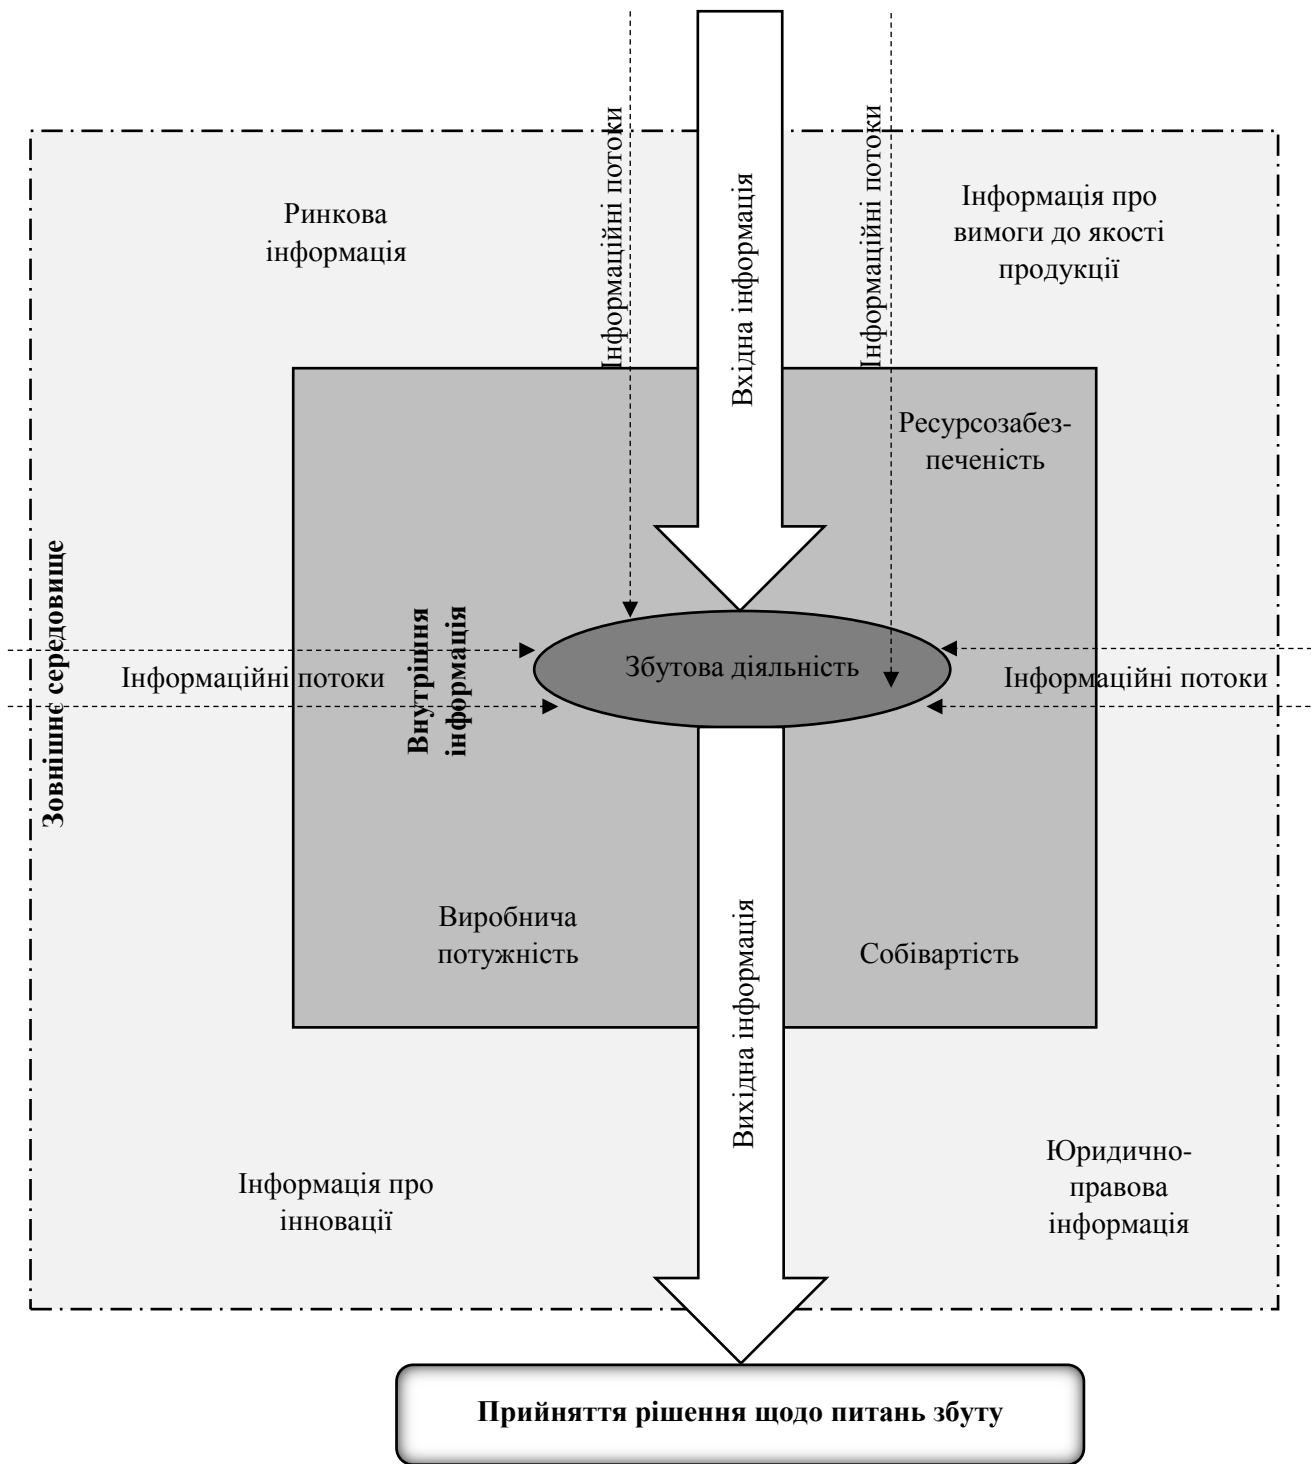 Інформаційні потоки
Вхідна інформація
Інформаційні потоки
Ринкова
інформація
Інформація про
вимоги до якості
продукції
Ресурсозабез-
печеність
Зовнішнє середовище
Інформаційні потоки
Внутрішня
інформація
Збутова діяльність
Інформаційні потоки
Виробнича
потужність
Вихідна інформація
Собівартість
Інформація про
інновації
Юридично-
правова
інформація
Прийняття рішення щодо питань збуту